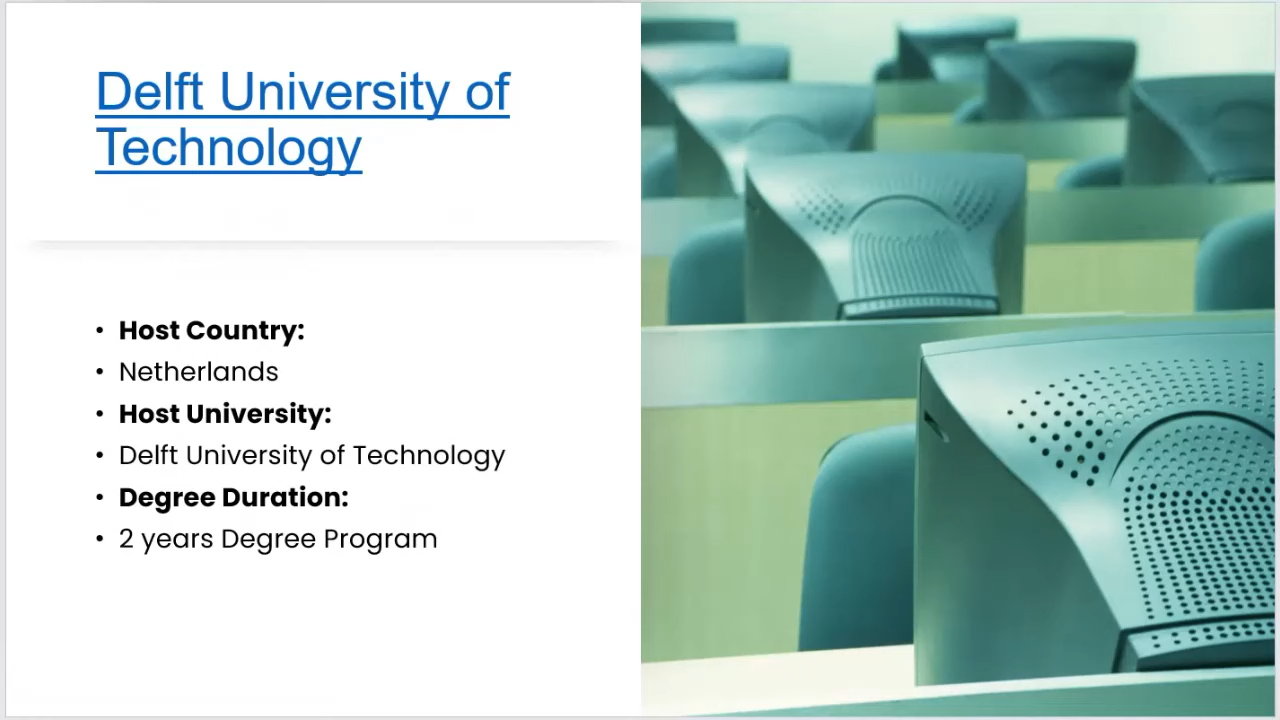 Delft University of
Technology
• Host Country:
• Netherlands
• Host University:
• Delft University of Technology
• Degree Duration:
• 2 years Degree Program